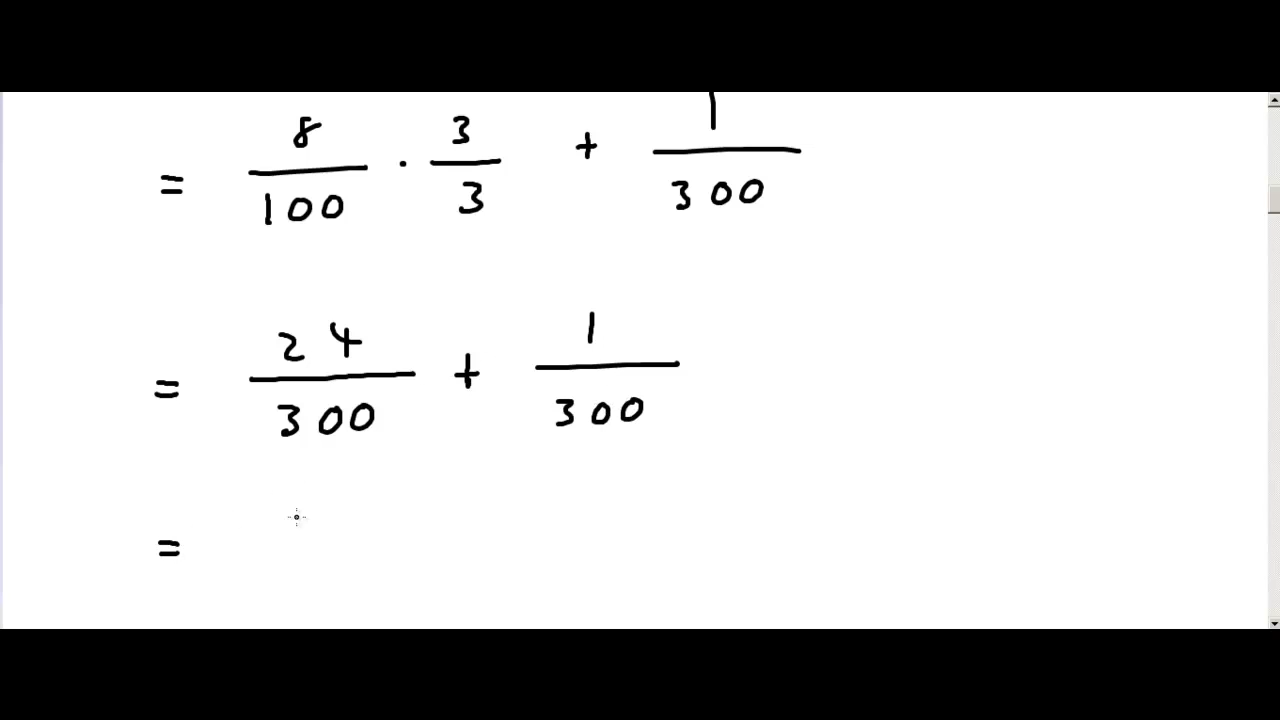 = 8/100 · 3/3 + 1/300
= 24/300 + 1/300
=